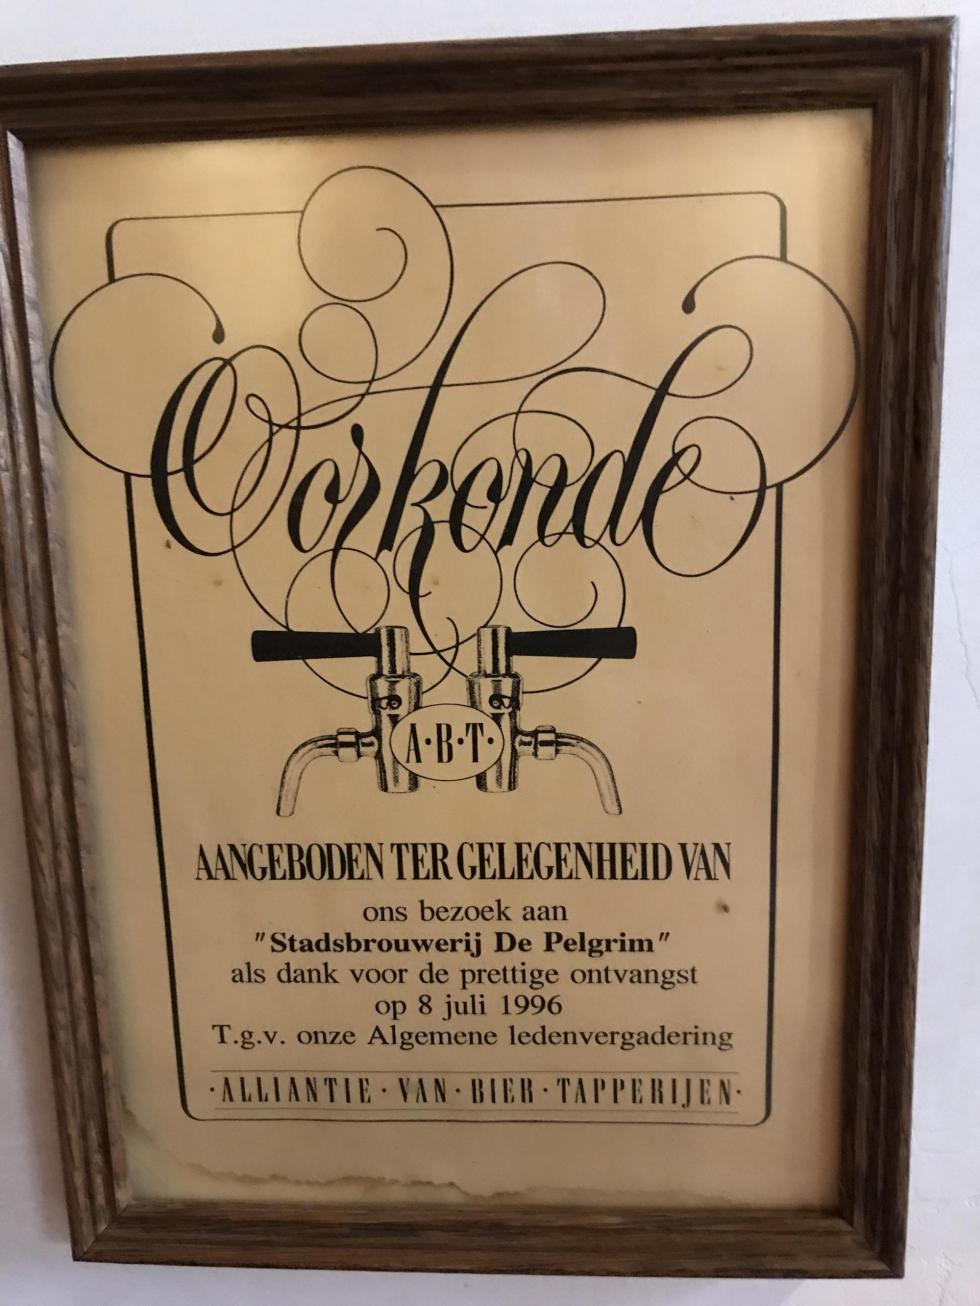 Oorkonde
A·B·T·
AANGEBODEN TER GELEGENHEID VAN
ons bezoek aan
"Stadsbrouwerij De Pelgrim"
als dank voor de prettige ontvangst
op 8 juli 1996
T.g.v. onze Algemene ledenvergadering
·ALLIANTIE·VAN·BIER·TAPPERIJEN·